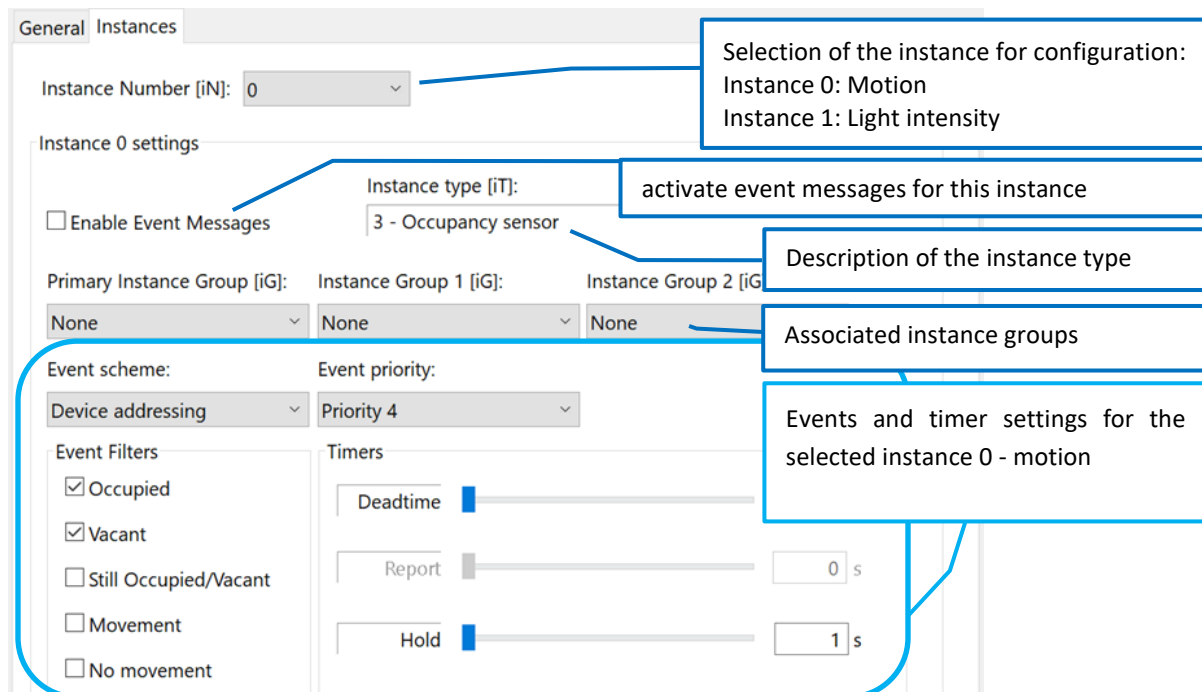 General Instances
Selection of the instance for configuration:
Instance 0: Motion
Instance 1: Light intensity
Instance Number [iN]: 0
Instance 0 settings
activate event messages for this instance
Instance type [iT]:
Enable Event Messages
3 - Occupancy sensor
Description of the instance type
Primary Instance Group [iG]: Instance Group 1 [iG]: Instance Group 2 [iG
None None None
Associated instance groups
Event scheme: Event priority:
Device addressing Priority 4
Events and timer settings for the
selected instance 0 - motion
Event Filters Timers
Occupied
Deadtime
Vacant
Report 0 s
Still Occupied/Vacant
Movement
Hold 1 s
No movement